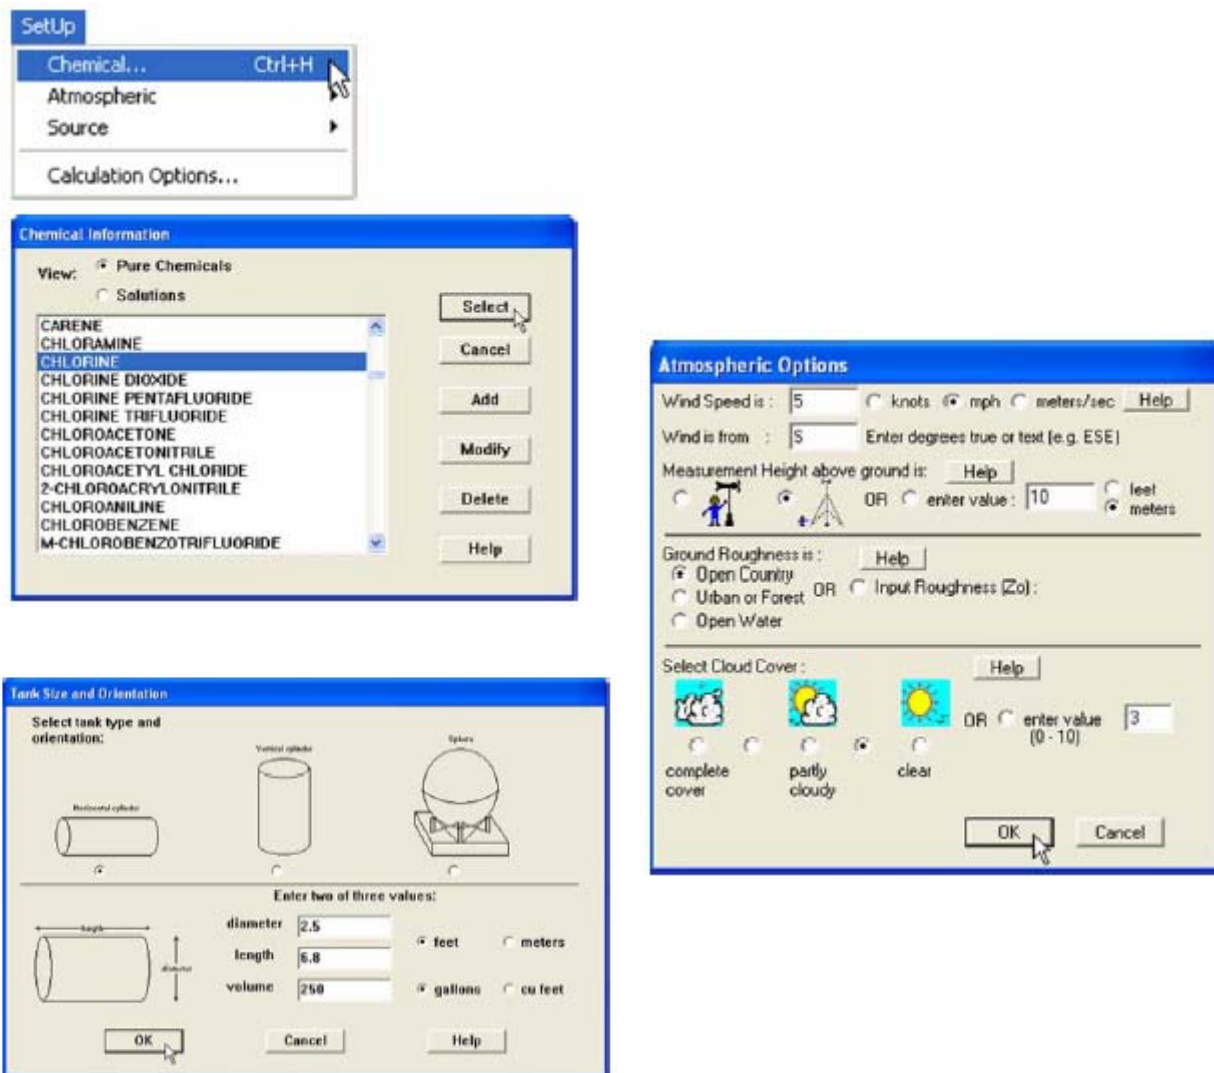 SetUp
Chemical... Ctrl+H
Atmospheric
Source
Calculation Options...
Chemical Information
View: Pure Chemicals
Solutions
CARENE
CHLORAMINE
CHLORINE
CHLORINE DIOXIDE
CHLORINE PENTAFLUORIDE
CHLORINE TRIFLUORIDE
CHLOROACETONE
CHLOROACETONITRILE
CHLOROACETYL CHLORIDE
2-CHLOROACRYLONITRILE
CHLOROANILINE
CHLOROBENZENE
M-CHLOROBENZOTRIFLUORIDE
Select
Cancel
Add
Modify
Delete
Help
Tank Size and Orientation
Select tank type and
orientation:
Horizontal cylinder
Vertical cylinder
Sphere
Enter two of three values:
length
diameter
diameter 2.5
length 6.8
volume 250
feet meters
gallons cu feet
OK Cancel Help
Atmospheric Options
Wind Speed is : 5 knots mph meters/sec Help
Wind is from : S Enter degrees true or text (e.g. ESE)
Measurement Height above ground is: Help
OR enter value : 10 feet
meters
Ground Roughness is : Help
Open Country
Urban or Forest OR Input Roughness (Zo) :
Open Water
Select Cloud Cover : Help
OR enter value 3
(0 - 10)
complete
cover
partly
cloudy
clear
OK Cancel